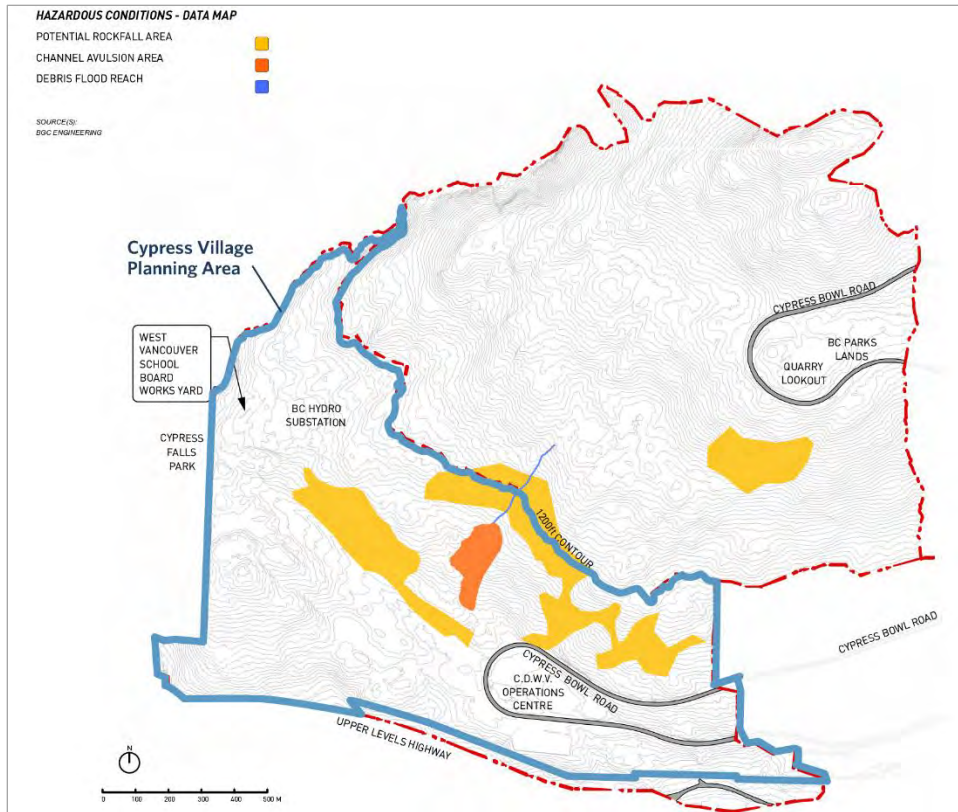 HAZARDOUS CONDITIONS - DATA MAP
POTENTIAL ROCKFALL AREA
CHANNEL AVULSION AREA
DEBRIS FLOOD REACH
SOURCE(S):
BGC ENGINEERING
Cypress Village
Planning Area
WEST
VANCOUVER
SCHOOL
BOARD
WORKS YARD
CYPRESS BOWL ROAD
BC PARKS
LANDS
QUARRY
LOOKOUT
BC HYDRO
SUBSTATION
CYPRESS
FALLS
PARK
1200ft CONTOUR
CYPRESS BOWL ROAD
CYPRESS BOWL ROAD
C.D.W.V.
OPERATIONS
CENTRE
UPPER LEVELS HIGHWAY
N
0 100 200 300 400 500 M